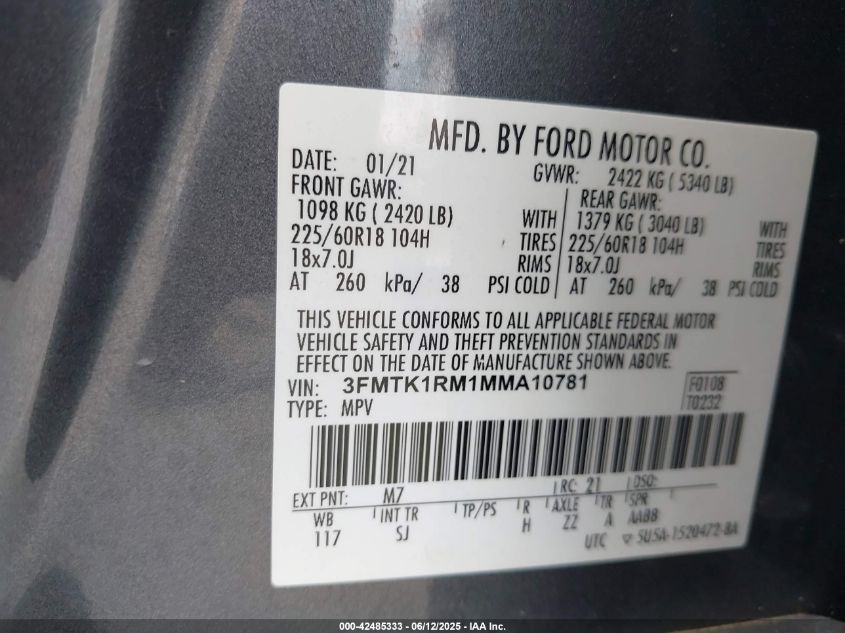 MFD. BY FORD MOTOR CO.
DATE: 01/21 GVWR: 2422 KG ( 5340 LB)
FRONT GAWR: REAR GAWR:
1098 KG ( 2420 LB) WITH 1379 KG ( 3040 LB) WITH
225/60R18 104H TIRES 225/60R18 104H TIRES
18x7.0J RIMS 18x7.0J RIMS
AT 260 kPa/ 38 PSI COLD AT 260 kPa/ 38 PSI COLD
THIS VEHICLE CONFORMS TO ALL APPLICABLE FEDERAL MOTOR
VEHICLE SAFETY AND THEFT PREVENTION STANDARDS IN
EFFECT ON THE DATE OF MANUFACTURE SHOWN ABOVE.
VIN: 3FMTK1RM1MMA10781 F0108
TYPE: MPV T0232
EXT PNT: M7 RC: 21 DSO:
WB INT TR TP/PS R AXLE TR SPR
117 SJ H ZZ A AABB
UTC 5U5A-1520472-BA
000-42485333 - 06/12/2025 - IAA Inc.